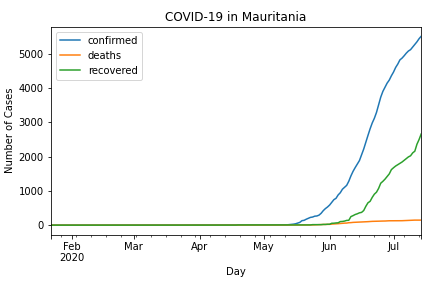 COVID-19 in Mauritania
confirmed
deaths
recovered
Number of Cases
5000
4000
3000
2000
1000
0
Feb
2020
Mar
Apr
May
Jun
Jul
Day